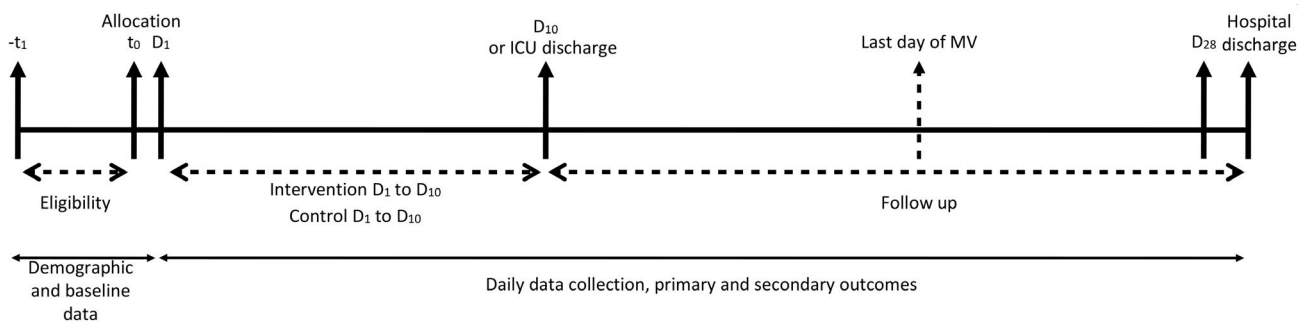 Allocation
-t1
t0 D1
D10
or ICU discharge
Last day of MV
D28
Hospital
discharge
Eligibility
Intervention D1 to D10
Control D1 to D10
Follow up
Demographic
and baseline
data
Daily data collection, primary and secondary outcomes